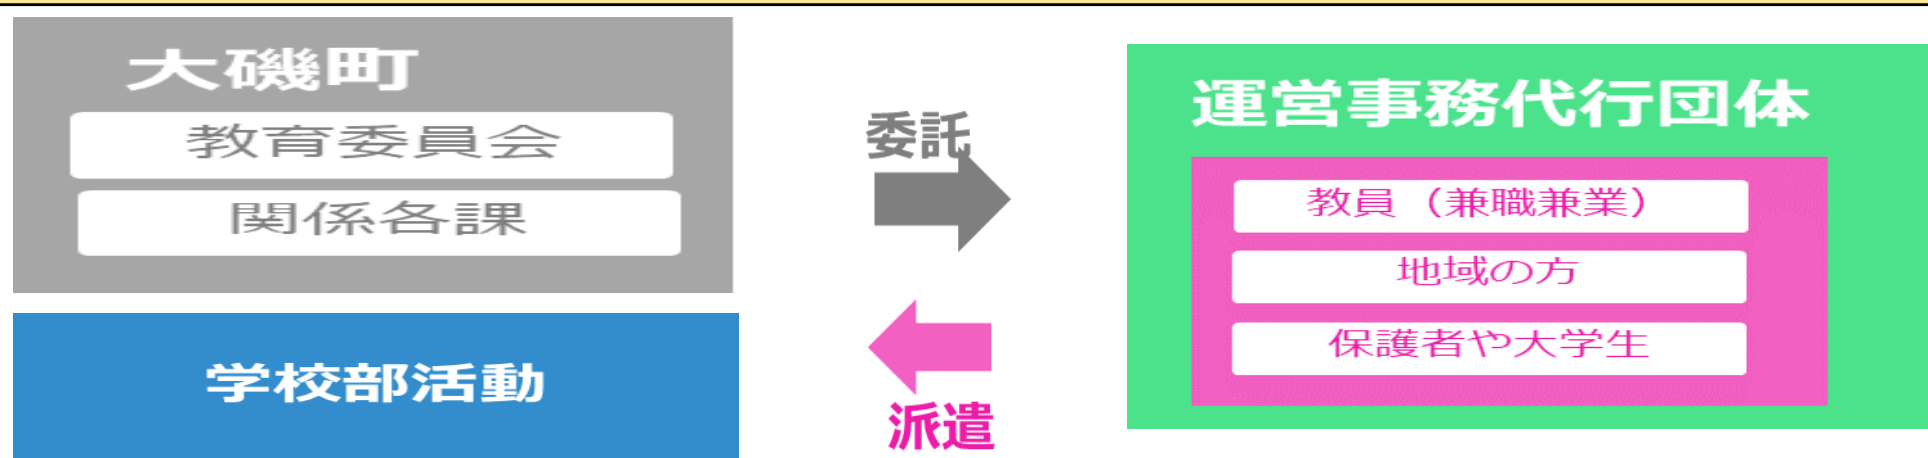 大磯町
教育委員会
関係各課
学校部活動
委託
派遣
運営事務代行団体
教員（兼職兼業）
地域の方
保護者や大学生